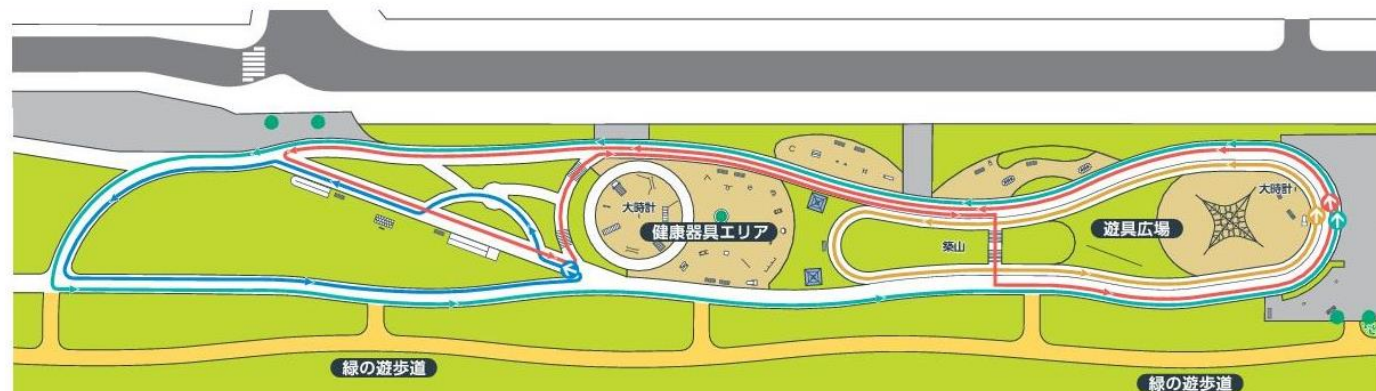 大時計
健康器具エリア
築山
大時計
遊具広場
緑の遊歩道
緑の遊歩道